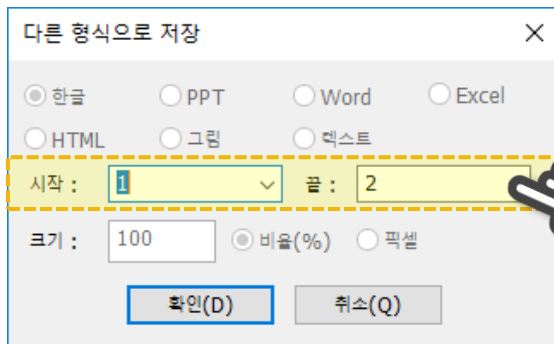 다른 형식으로 저장
한글 PPT Word Excel
HTML 그림 텍스트
시작 : 1 끝 : 2
크기 : 100 비율(%) 픽셀
확인(D) 취소(Q)